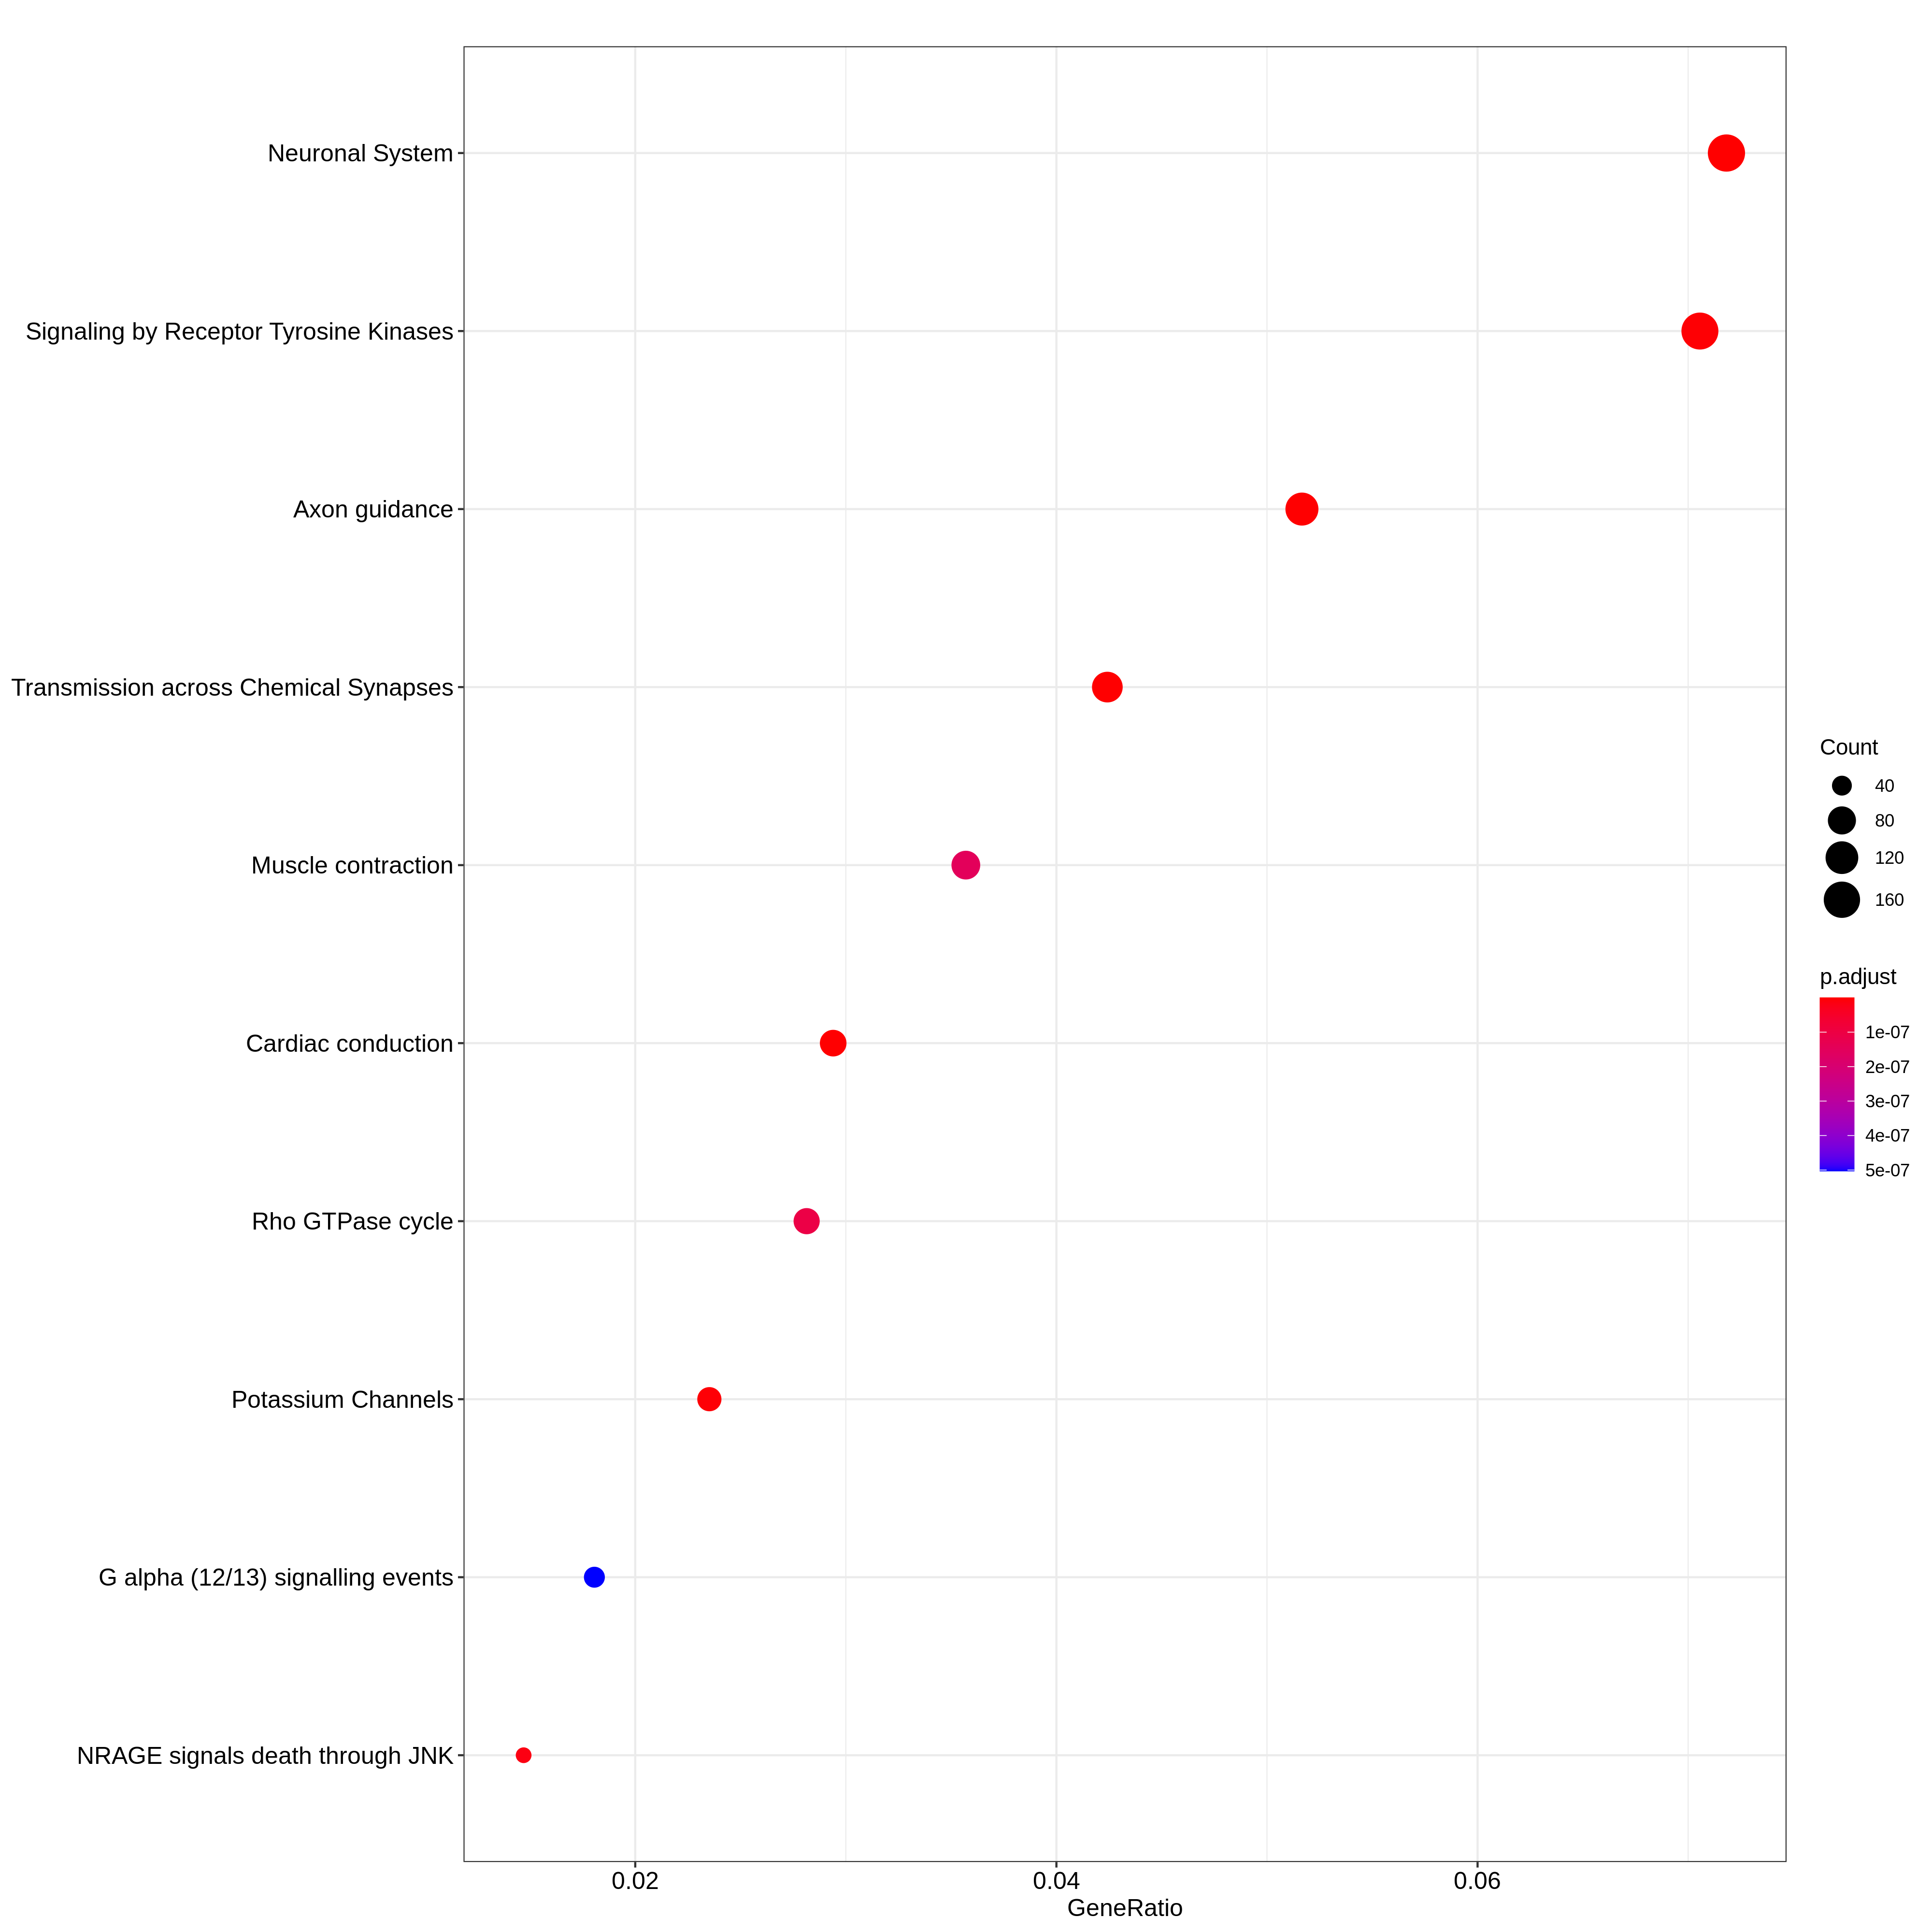 Neuronal System
Signaling by Receptor Tyrosine Kinases
Axon guidance
Transmission across Chemical Synapses
Muscle contraction
Cardiac conduction
Rho GTPase cycle
Potassium Channels
G alpha (12/13) signalling events
NRAGE signals death through JNK
0.02
0.04
0.06
GeneRatio
Count
40
80
120
160
p.adjust
1e-07
2e-07
3e-07
4e-07
5e-07